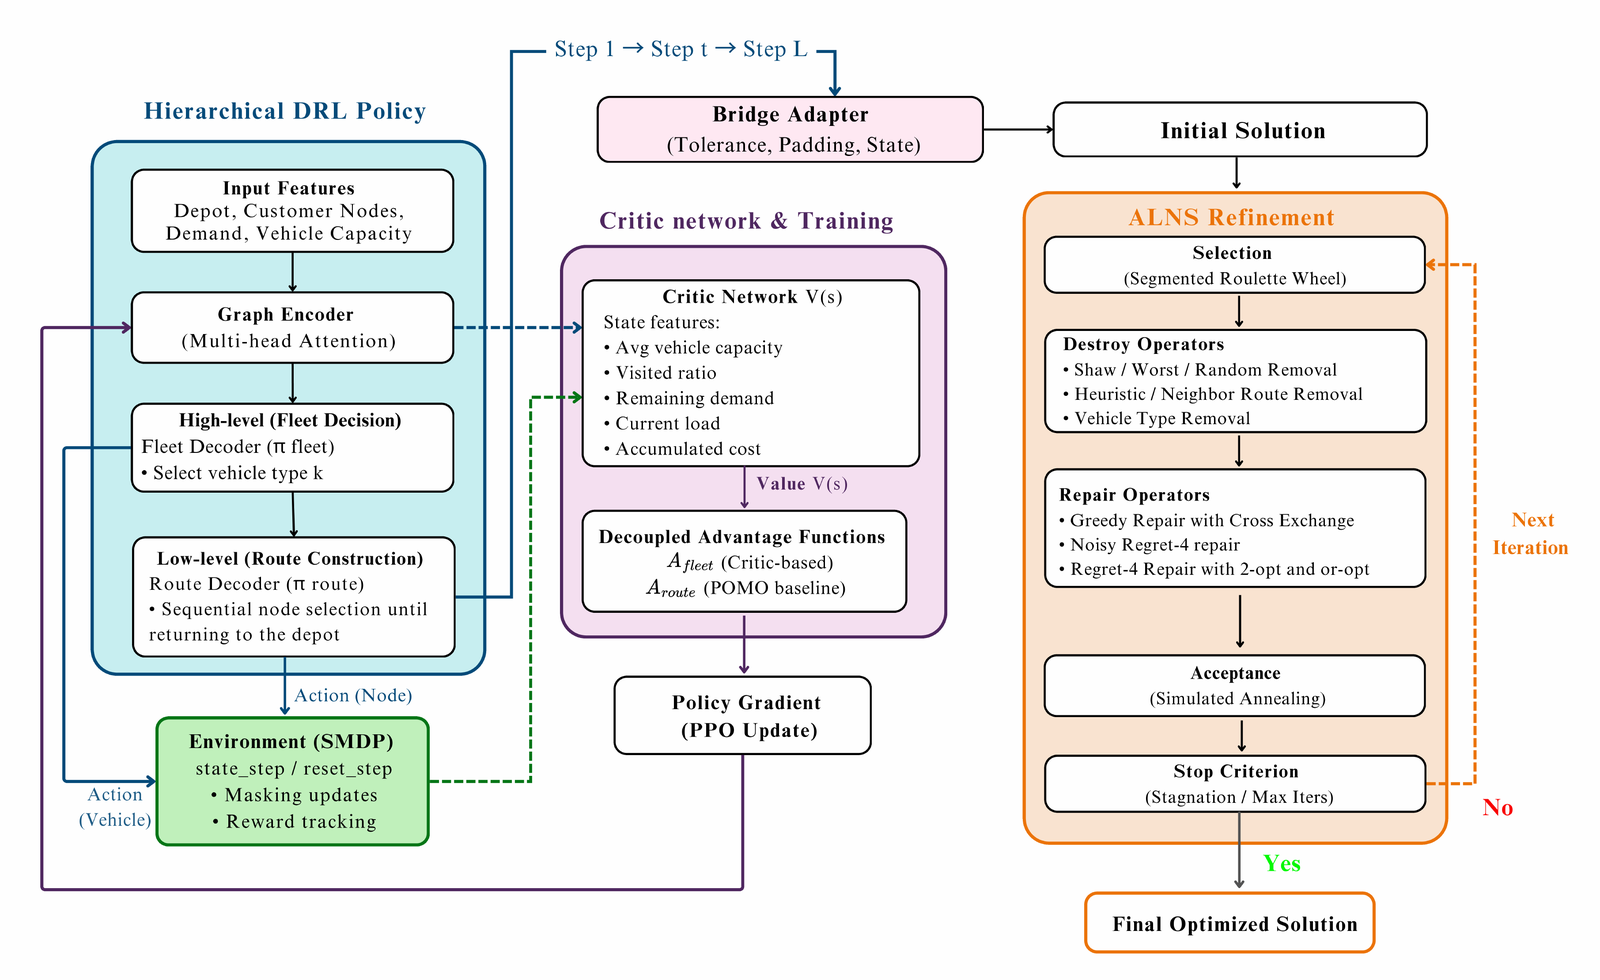 Step 1 → Step t → Step L
Hierarchical DRL Policy
Input Features
Depot, Customer Nodes,
Demand, Vehicle Capacity
Graph Encoder
(Multi-head Attention)
High-level (Fleet Decision)
Fleet Decoder (π fleet)
• Select vehicle type k
Low-level (Route Construction)
Route Decoder (π route)
• Sequential node selection until
returning to the depot
Action (Node)
Action
(Vehicle)
Environment (SMDP)
state_step / reset_step
• Masking updates
• Reward tracking
Bridge Adapter
(Tolerance, Padding, State)
Critic network & Training
Critic Network V(s)
State features:
• Avg vehicle capacity
• Visited ratio
• Remaining demand
• Current load
• Accumulated cost
Value V(s)
Decoupled Advantage Functions
A_fleet (Critic-based)
A_route (POMO baseline)
Policy Gradient
(PPO Update)
Initial Solution
ALNS Refinement
Selection
(Segmented Roulette Wheel)
Destroy Operators
• Shaw / Worst / Random Removal
• Heuristic / Neighbor Route Removal
• Vehicle Type Removal
Repair Operators
• Greedy Repair with Cross Exchange
• Noisy Regret-4 repair
• Regret-4 Repair with 2-opt and or-opt
Acceptance
(Simulated Annealing)
Stop Criterion
(Stagnation / Max Iters)
Next
Iteration
No
Yes
Final Optimized Solution